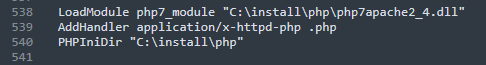 538 LoadModule php7_module "C:\install\php\php7apache2_4.dll"
539 AddHandler application/x-httpd-php .php
540 PHPIniDir "C:\install\php"
541